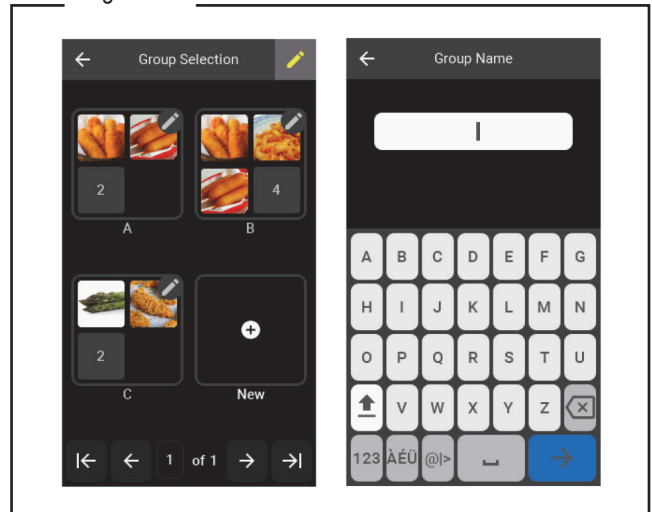 Group Selection
2
4
A
B
2
C
New
1 of 1
Group Name
A B C D E F G
H I J K L M N
O P Q R S T U
V W X Y Z
123 ÀÉÜ @|>